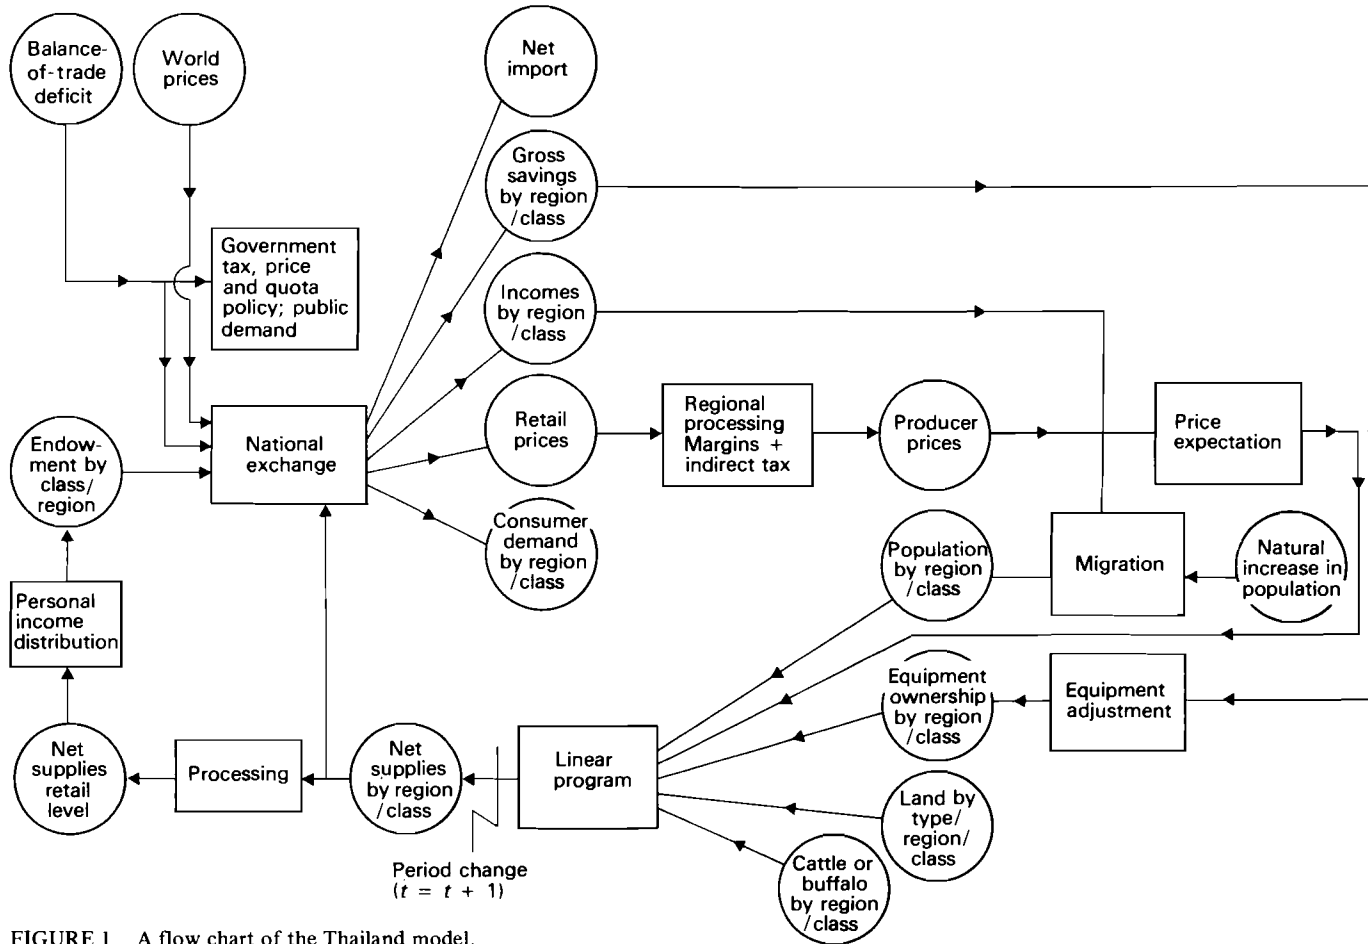 Balance-
of-trade
deficit
World
prices
Net
import
Gross
savings
by region
/class
Government
tax, price
and quota
policy; public
demand
Incomes
by region
/class
Endow-
ment by
class/
region
National
exchange
Retail
prices
Regional
processing
Margins +
indirect tax
Producer
prices
Price
expectation
Consumer
demand
by region
/class
Population
by region
/class
Migration
Natural
increase in
population
Personal
income
distribution
Equipment
ownership
by region
/class
Equipment
adjustment
Net
supplies
retail
level
Processing
Net
supplies
by region
/class
Linear
program
Land by
type/
region/
class
Cattle or
buffalo
by region
/class
Period change
(t = t + 1)
FIGURE 1 A flow chart of the Thailand model.